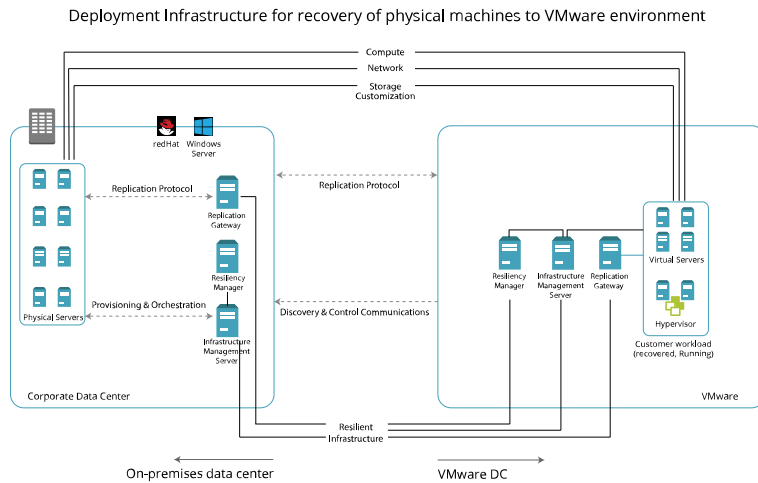 Deployment Infrastructure for recovery of physical machines to VMware environment
Compute
Network
Storage
Customization
redHat
Windows
Server
Replication Protocol
Replication
Gateway
Resiliency
Manager
Provisioning & Orchestration
Physical Servers
Infrastructure
Management
Server
Corporate Data Center
Replication Protocol
Discovery & Control Communications
Resiliency
Manager
Infrastructure
Management
Server
Replication
Gateway
Virtual Servers
Hypervisor
Customer workload
(recovered, Running)
VMware
Resilient
Infrastructure
On-premises data center
VMware DC